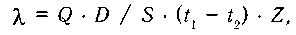 λ = Q · D / S · (t₁ – t₂) · Z,